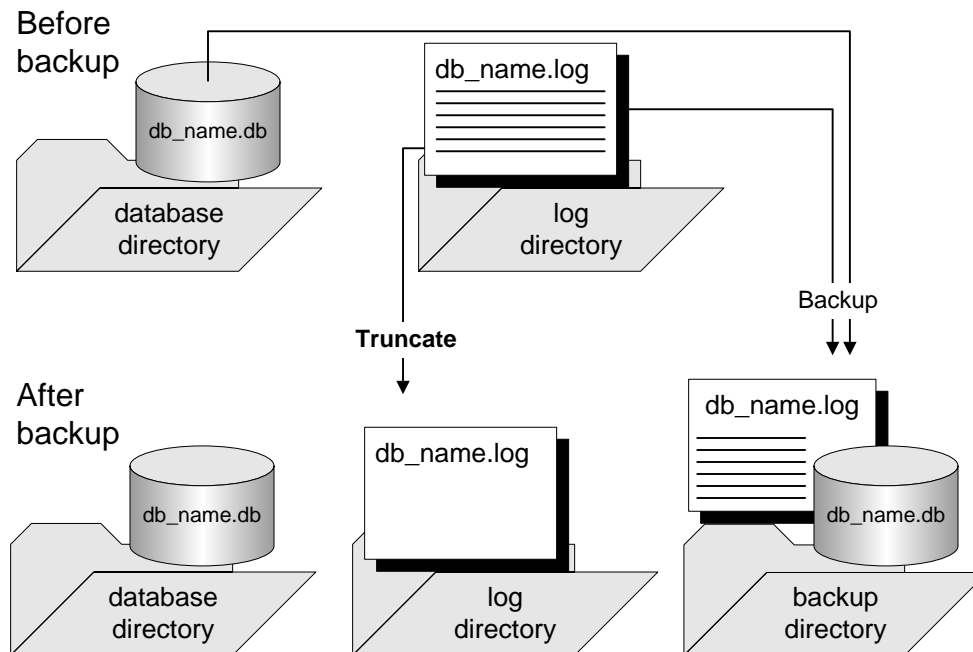 Before
backup
db_name.log
db_name.db
database
directory
log
directory
Backup
Truncate
After
backup
db_name.log
db_name.log
db_name.db
db_name.db
database
directory
log
directory
backup
directory